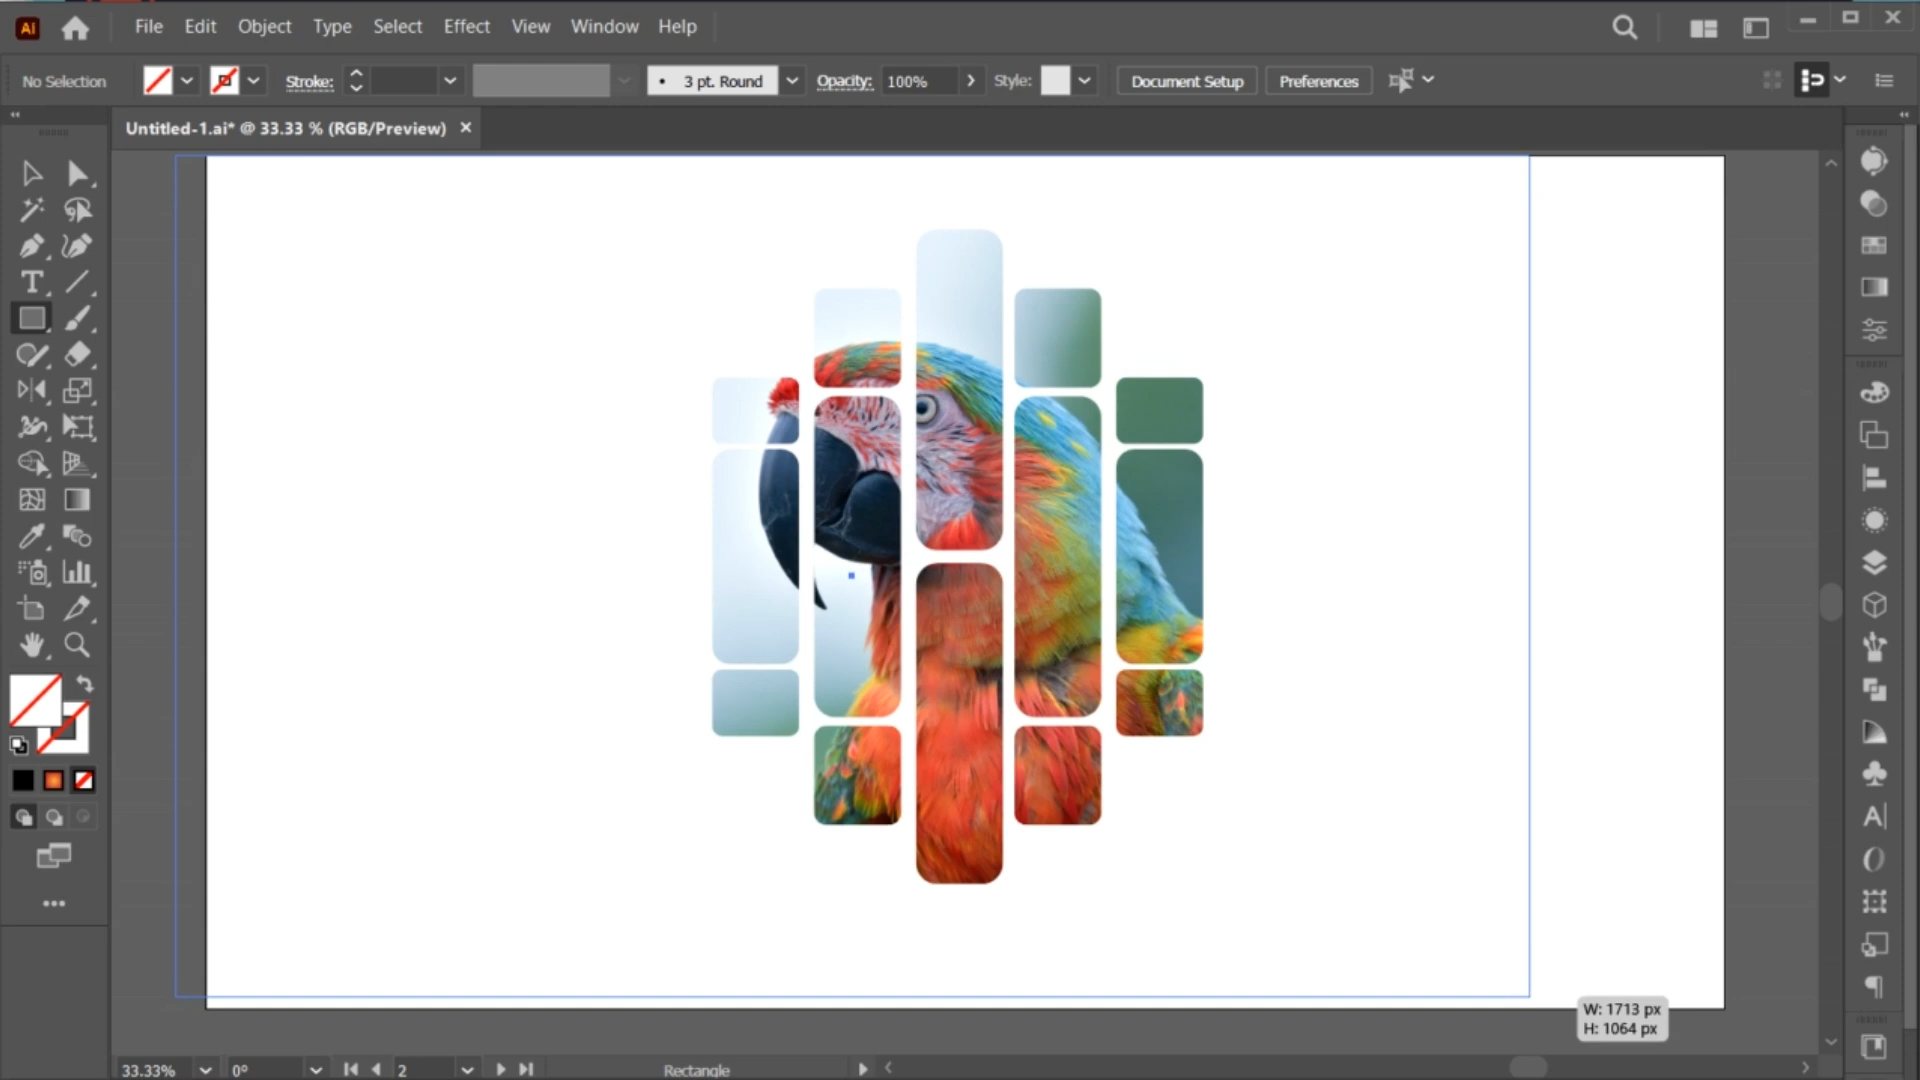 Ai
File Edit Object Type Select Effect View Window Help
No Selection Stroke: 3 pt. Round Opacity: 100% Style: Document Setup Preferences
Untitled-1.ai* @ 33.33 % (RGB/Preview)
W: 1713 px
H: 1064 px
33.33% 0° 2 Rectangle